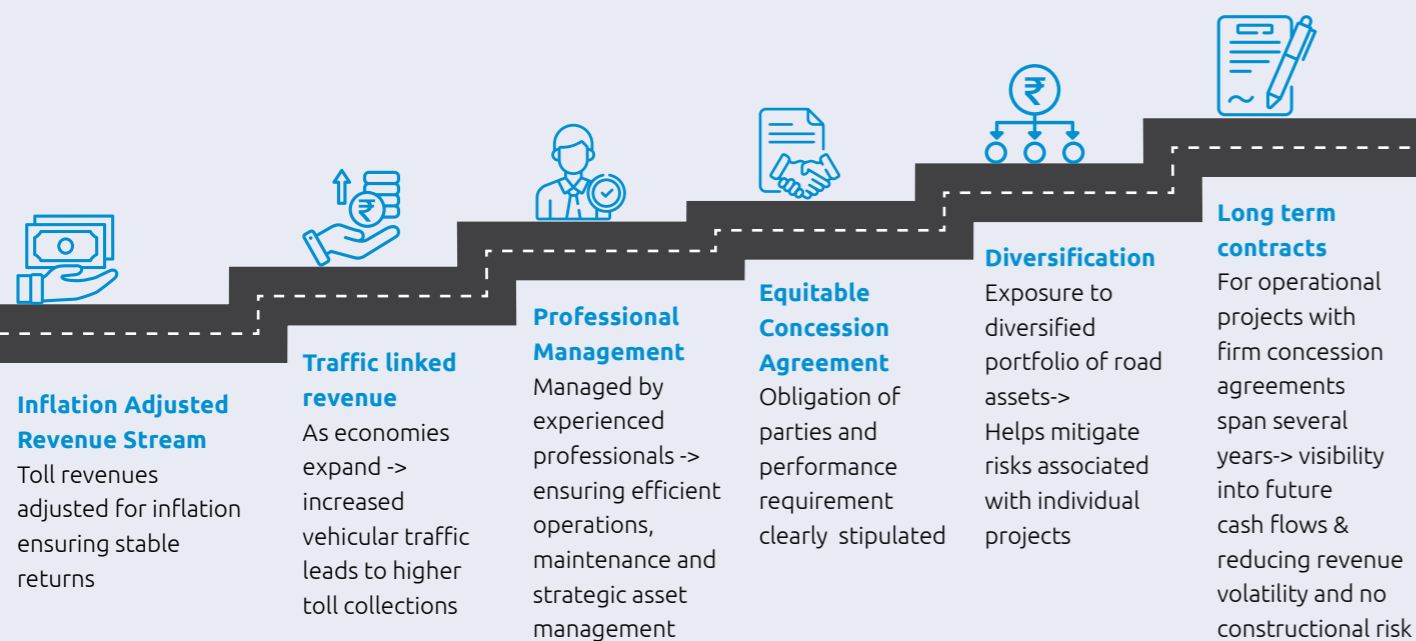 Inflation Adjusted
Revenue Stream
Toll revenues
adjusted for inflation
ensuring stable
returns
Traffic linked
revenue
As economies
expand ->
increased
vehicular traffic
leads to higher
toll collections
Professional
Management
Managed by
experienced
professionals ->
ensuring efficient
operations,
maintenance and
strategic asset
management
Equitable
Concession
Agreement
Obligation of
parties and
performance
requirement
clearly stipulated
Diversification
Exposure to
diversified
portfolio of road
assets->
Helps mitigate
risks associated
with individual
projects
Long term
contracts
For operational
projects with
firm concession
agreements
span several
years-> visibility
into future
cash flows &
reducing revenue
volatility and no
constructional risk